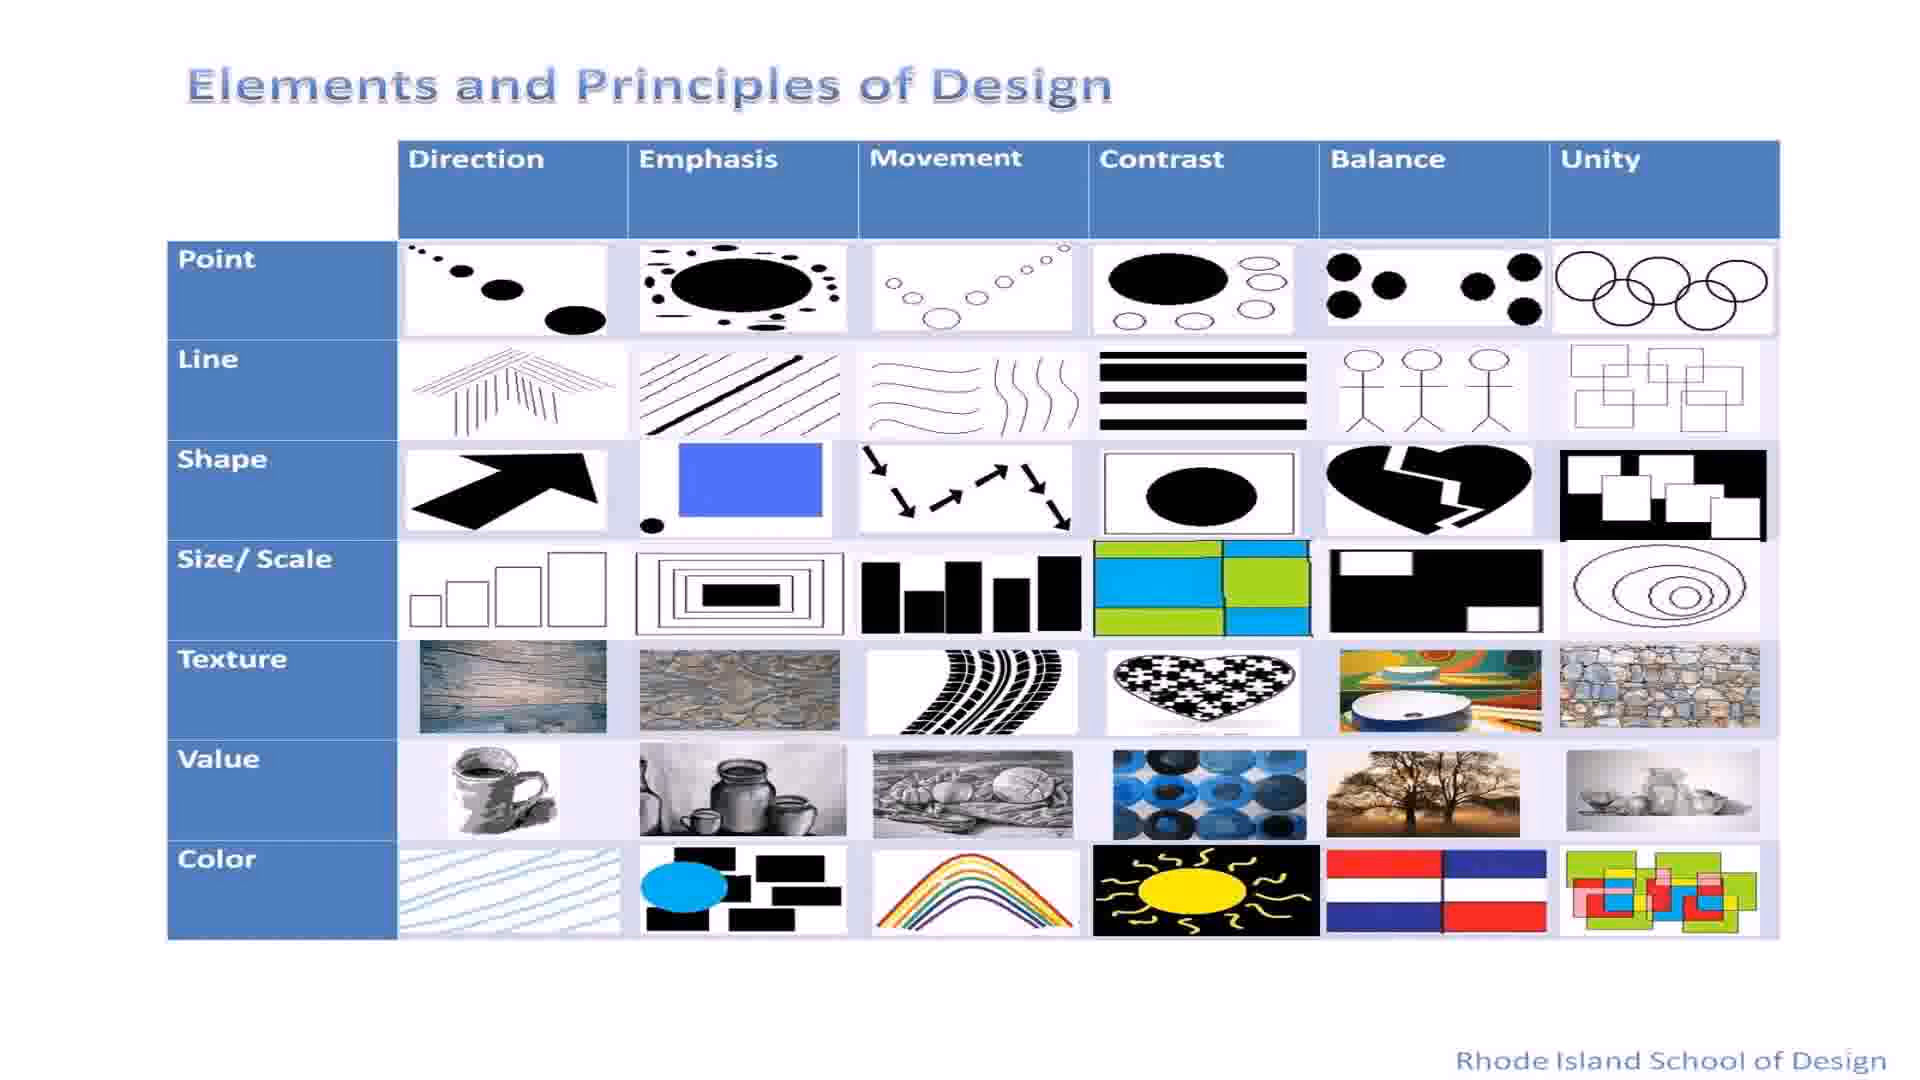 Elements and Principles of Design
Direction Emphasis Movement Contrast Balance Unity
Point
Line
Shape
Size/ Scale
Texture
Value
Color
Rhode Island School of Design